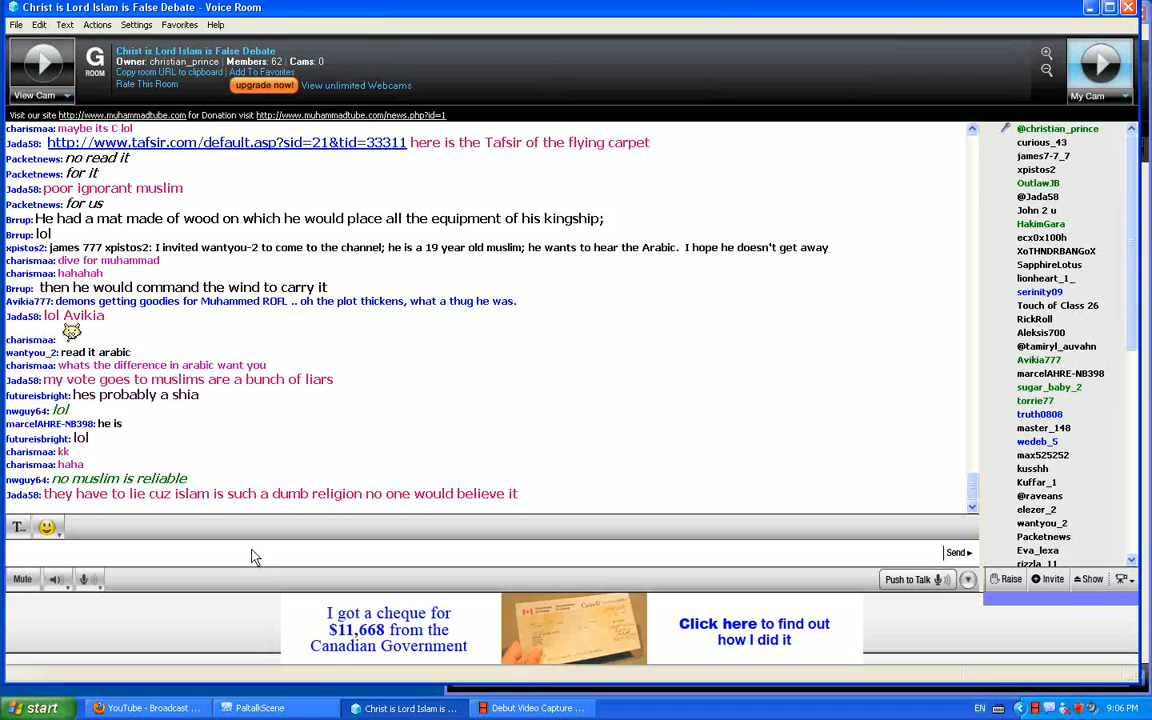 Christ is Lord Islam is False Debate - Voice Room
File Edit Text Actions Settings Favorites Help
Christ is Lord Islam is False Debate
G ROOM
Owner: christian_prince | Members: 62 | Cams: 0
Copy room URL to clipboard | Add To Favorites
Rate This Room upgrade now! View unlimited Webcams
View Cam
My Cam
Visit our site http://www.muhammadtube.com for Donation visit http://www.muhammadtube.com/news.php?id=1
charismaa: maybe its C lol
Jada58: http://www.tafsir.com/default.asp?sid=21&tid=33311 here is the Tafsir of the flying carpet
Packetnews: no read it
Packetnews: for it
Jada58: poor ignorant muslim
Packetnews: for us
Brrup: He had a mat made of wood on which he would place all the equipment of his kingship;
Brrup: lol
xpistos2: james 777 xpistos2: I invited wantyou-2 to come to the channel; he is a 19 year old muslim; he wants to hear the Arabic. I hope he doesn't get away
charismaa: dive for muhammad
charismaa: hahahah
Brrup: then he would command the wind to carry it
Avikia777: demons getting goodies for Muhammed ROFL .. oh the plot thickens, what a thug he was.
Jada58: lol Avikia
charismaa:
wantyou_2: read it arabic
charismaa: whats the difference in arabic want you
Jada58: my vote goes to muslims are a bunch of liars
futureisbright: hes probably a shia
nwguy64: lol
marcelAHRE-NB398: he is
futureisbright: lol
charismaa: kk
charismaa: haha
nwguy64: no muslim is reliable
Jada58: they have to lie cuz islam is such a dumb religion no one would believe it
@christian_prince
curious_43
james7-7_7
xpistos2
OutlawJB
@Jada58
John 2 u
HakimGara
ecx0x100h
XoTHNDRBANGoX
SapphireLotus
lionheart_1_
serinity09
Touch of Class 26
RickRoll
Aleksis700
@tamiryl_auvahn
Avikia777
marcelAHRE-NB398
sugar_baby_2
torrie77
truth0808
master_148
wedeb_5
max525252
kusshh
Kuffar_1
@raveans
elezer_2
wantyou_2
Packetnews
Eva_lexa
rizzla_11
T...
Send
Mute
Push to Talk
Raise Invite Show
I got a cheque for
$11,668 from the
Canadian Government
Canada
Click here to find out
how I did it
start YouTube - Broadcast ... PaltalkScene Christ is Lord Islam is ... Debut Video Capture ... EN 9:06 PM